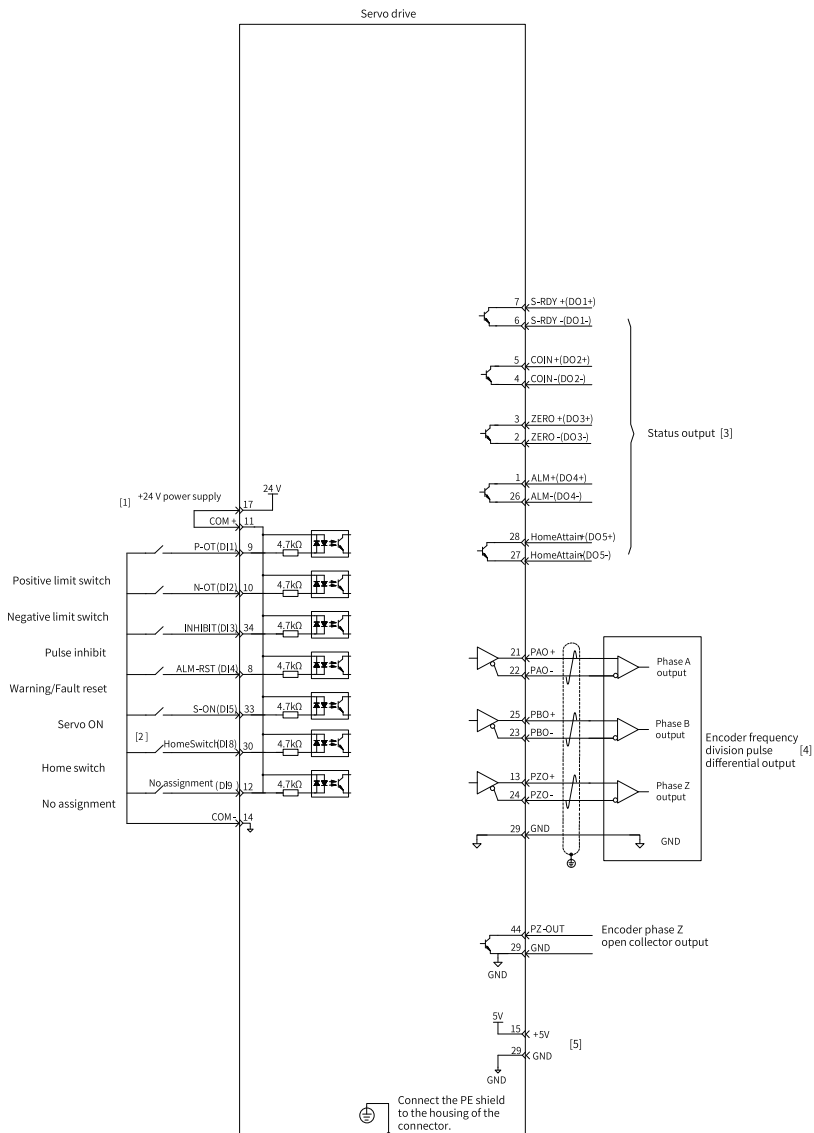 Servo drive
7 S-RDY +(DO1+)
6 S-RDY -(DO1-)
5 COIN+(DO2+)
4 COIN-(DO2-)
3 ZERO +(DO3+)
2 ZERO -(DO3-)
Status output [3]
1 ALM+(DO4+)
26 ALM-(DO4-)
28 HomeAttain+(DO5+)
27 HomeAttain-(DO5-)
[1] +24 V power supply
17 24 V
COM + 11
P-OT(DI1) 9 4.7kΩ
Positive limit switch
N-OT(DI2) 10 4.7kΩ
Negative limit switch
INHIBIT(DI3) 34 4.7kΩ
Pulse inhibit
ALM-RST (DI4) 8 4.7kΩ
Warning/Fault reset
S-ON(DI5) 33 4.7kΩ
Servo ON
[2 ]
HomeSwitch(DI8) 30 4.7kΩ
Home switch
No assignment (DI9 12 4.7kΩ
No assignment
COM- 14
21 PAO+
22 PAO-
Phase A
output
25 PBO+
23 PBO-
Phase B
output
13 PZO+
24 PZO-
Phase Z
output
29 GND
GND
Encoder frequency
division pulse
differential output
[4]
44 PZ-OUT
29 GND
GND
Encoder phase Z
open collector output
5V
15 +5V
[5]
29 GND
GND
Connect the PE shield
to the housing of the
connector.